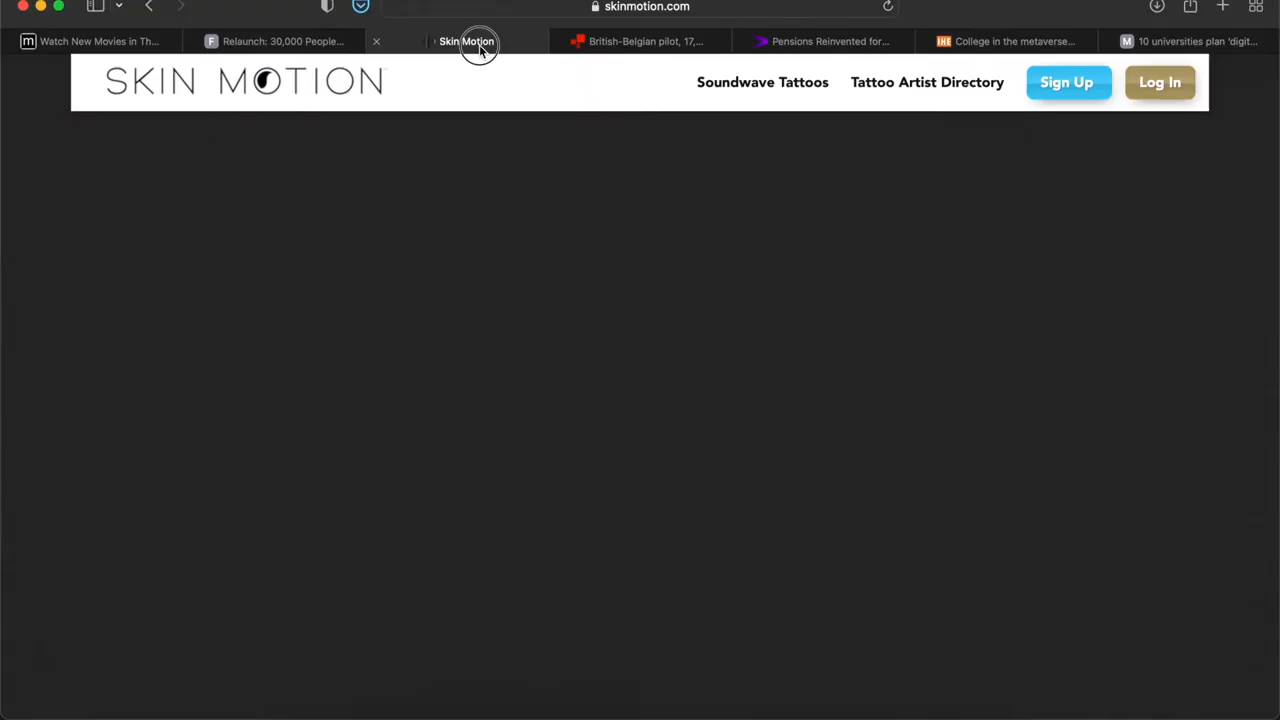 skinmotion.com
m Watch New Movies in Th...
F Relaunch: 30,000 People...
Skin Motion
British-Belgian pilot, 17,...
Pensions Reinvented for...
IHE College in the metaverse...
M 10 universities plan 'digit...
SKIN MOTION
Soundwave Tattoos
Tattoo Artist Directory
Sign Up
Log In